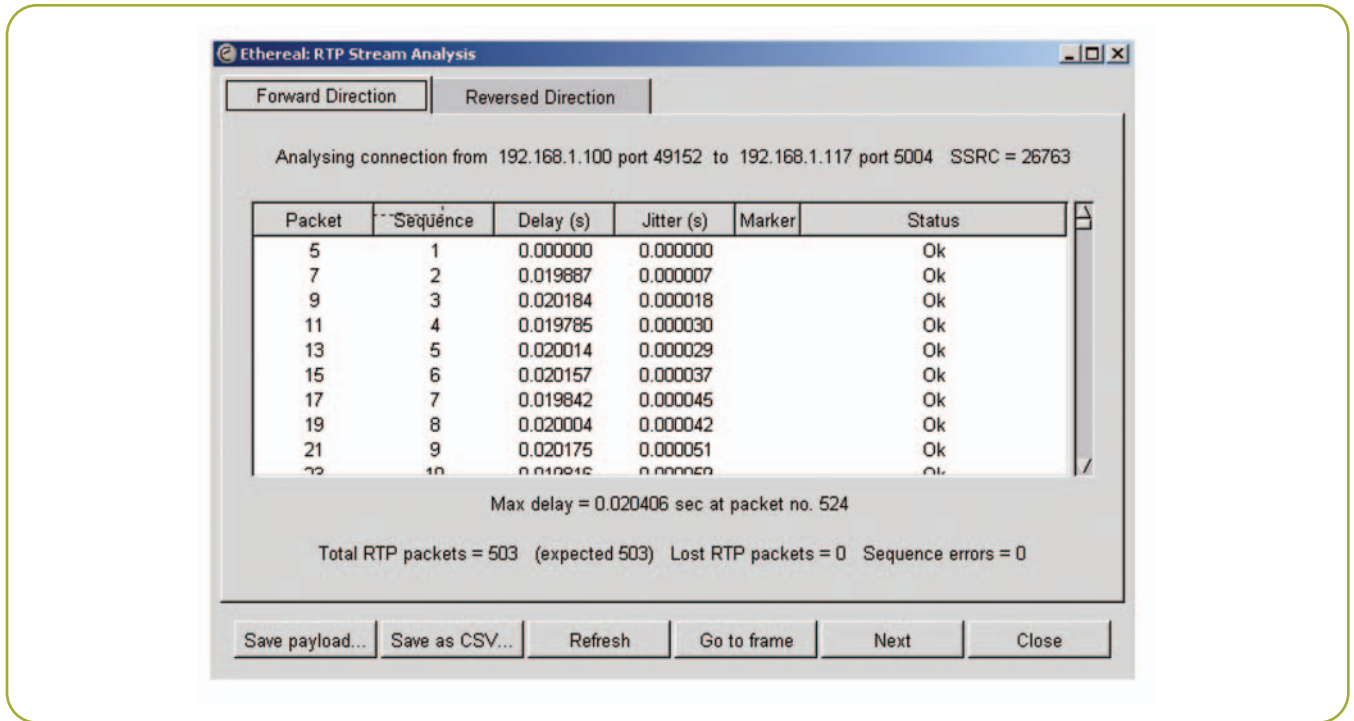 Ethereal: RTP Stream Analysis
Forward Direction Reversed Direction
Analysing connection from 192.168.1.100 port 49152 to 192.168.1.117 port 5004 SSRC = 26763
Packet Sequence Delay (s) Jitter (s) Marker Status
5 1 0.000000 0.000000 Ok
7 2 0.019887 0.000007 Ok
9 3 0.020184 0.000018 Ok
11 4 0.019785 0.000030 Ok
13 5 0.020014 0.000029 Ok
15 6 0.020157 0.000037 Ok
17 7 0.019842 0.000045 Ok
19 8 0.020004 0.000042 Ok
21 9 0.020175 0.000051 Ok
10 Ok
Max delay = 0.020406 sec at packet no. 524
Total RTP packets = 503 (expected 503) Lost RTP packets = 0 Sequence errors = 0
Save payload... Save as CSV... Refresh Go to frame Next Close